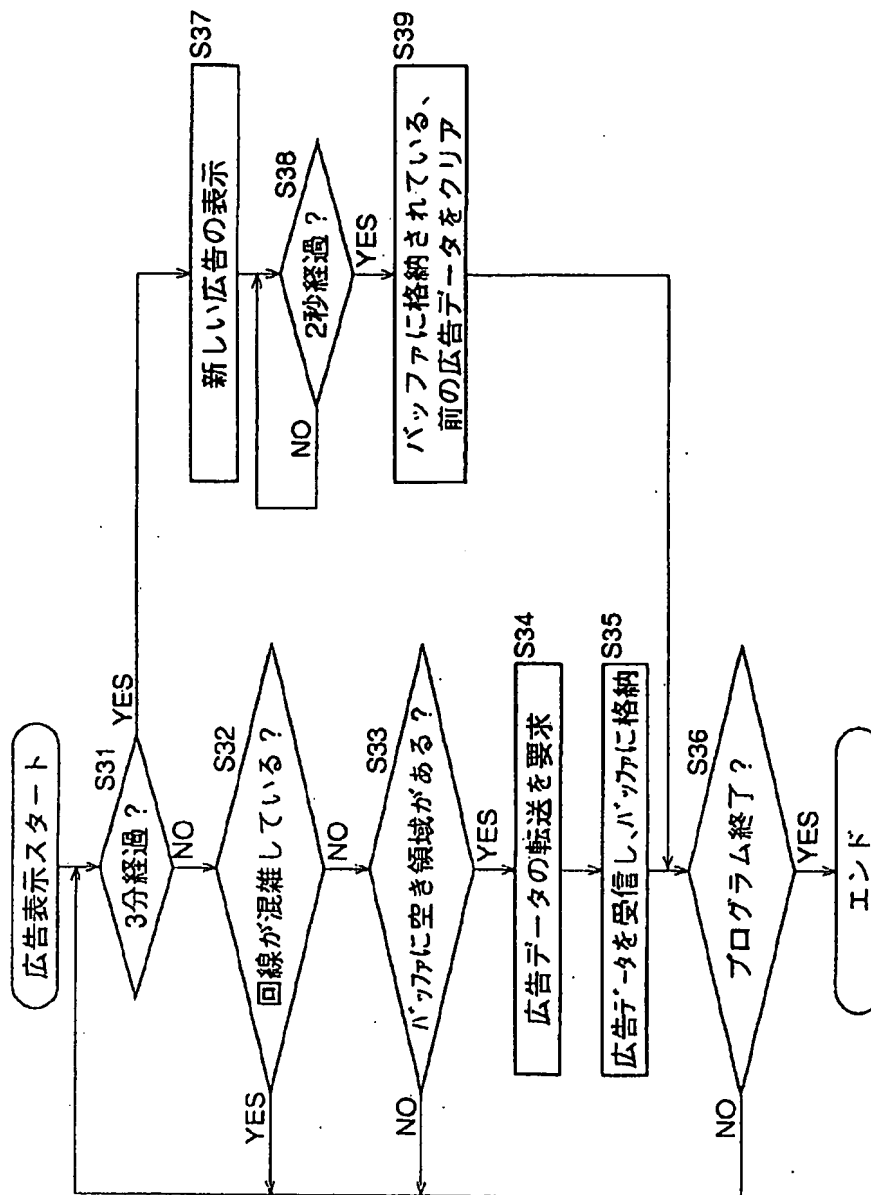 広告表示スタート
S31
3分経過？
YES
NO
S32
回線が混雑している？
YES
NO
S33
バッファに空き領域がある？
NO
YES
S34
広告データの転送を要求
S35
広告データを受信し、バッファに格納
S36
プログラム終了？
NO
YES
エンド
S37
新しい広告の表示
S38
2秒経過？
NO
YES
S39
バッファに格納されている、
前の広告データをクリア